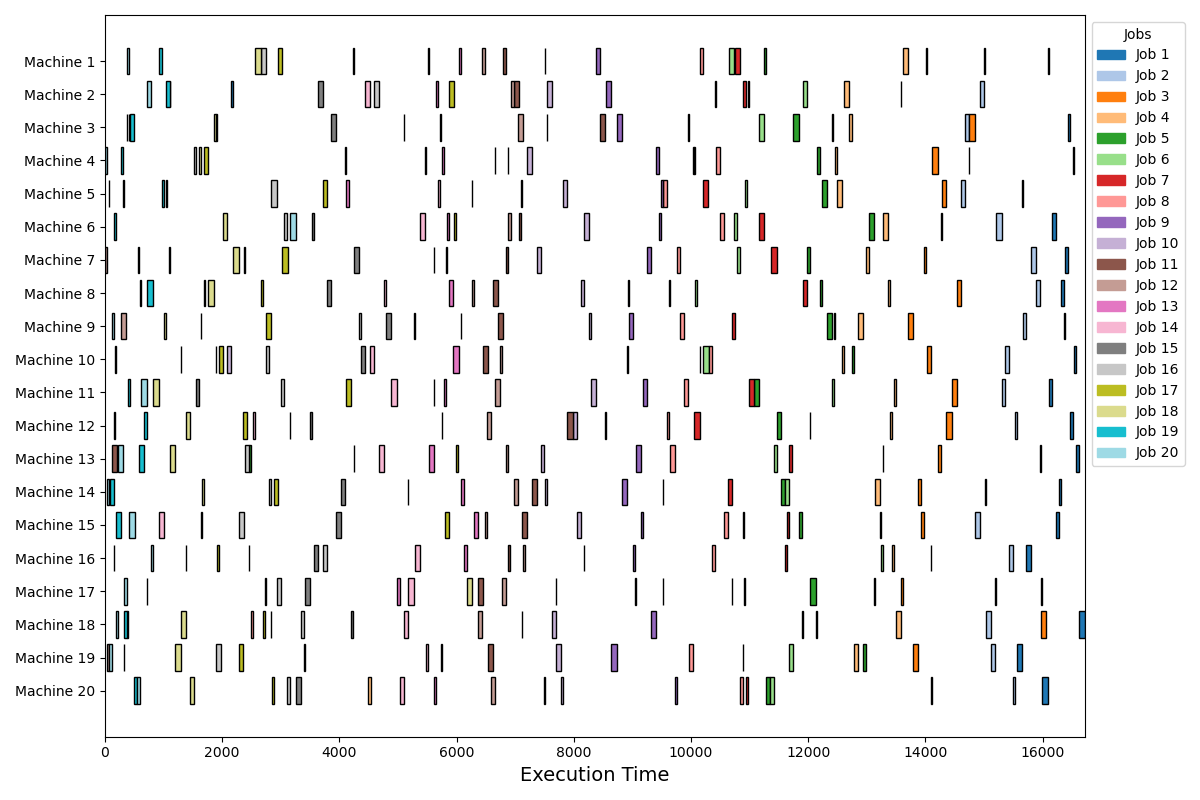 Machine 1
Machine 2
Machine 3
Machine 4
Machine 5
Machine 6
Machine 7
Machine 8
Machine 9
Machine 10
Machine 11
Machine 12
Machine 13
Machine 14
Machine 15
Machine 16
Machine 17
Machine 18
Machine 19
Machine 20
0 2000 4000 6000 8000 10000 12000 14000 16000
Execution Time
Jobs
Job 1
Job 2
Job 3
Job 4
Job 5
Job 6
Job 7
Job 8
Job 9
Job 10
Job 11
Job 12
Job 13
Job 14
Job 15
Job 16
Job 17
Job 18
Job 19
Job 20